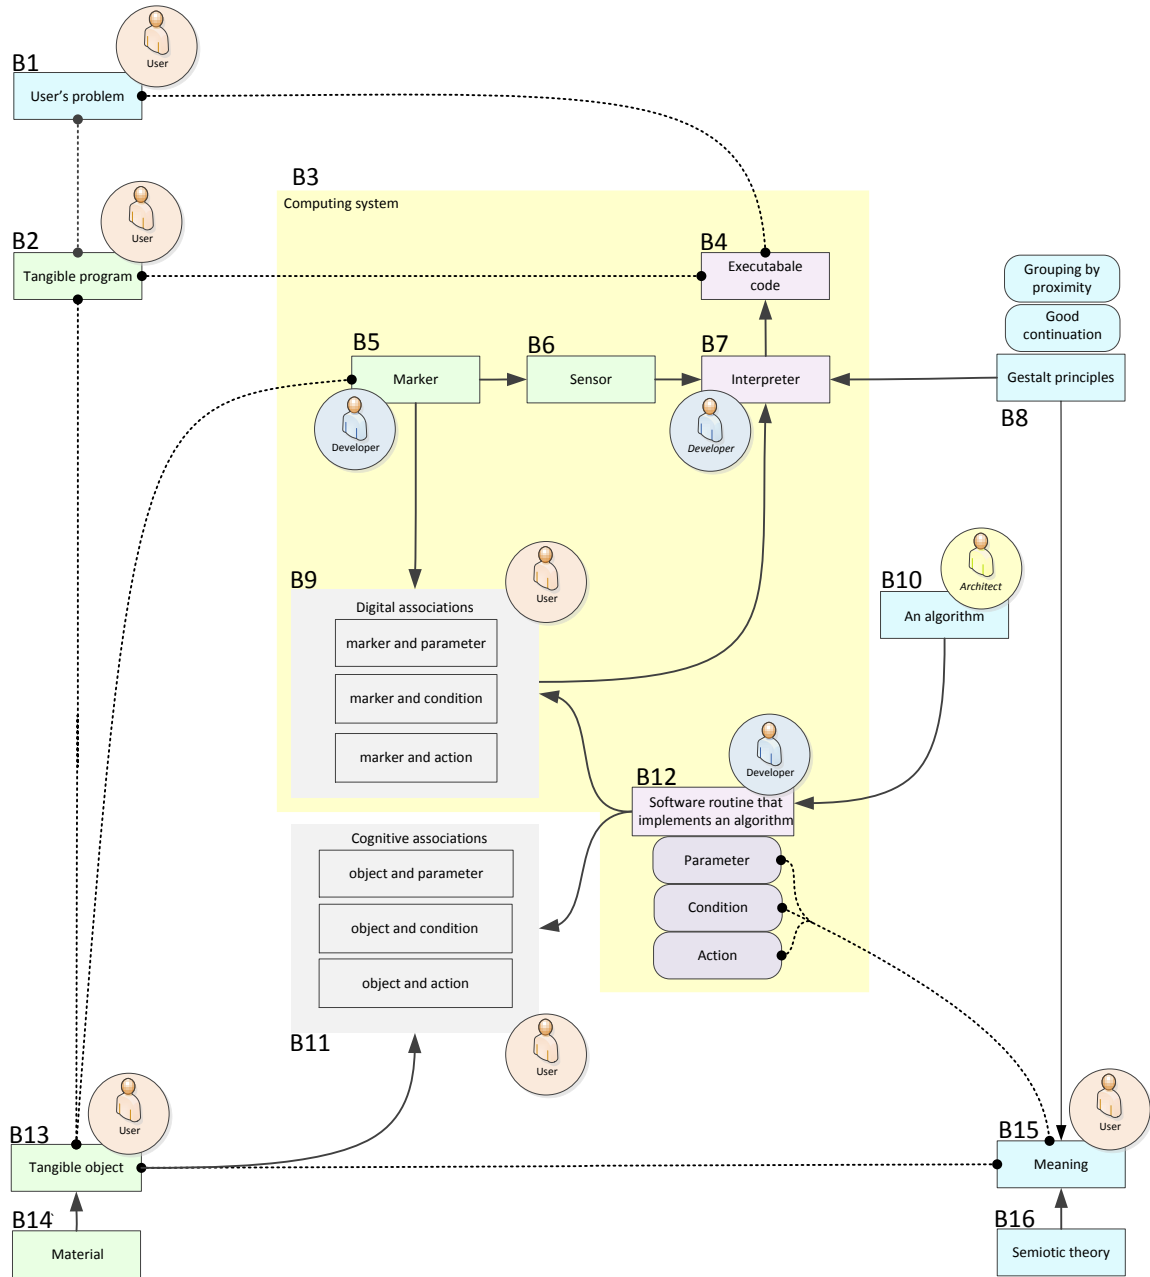 User
B1
User's problem
User
B3
Computing system
B2
Tangible program
B4
Executabale
code
Grouping by
proximity
Good
continuation
B5
Marker
B6
Sensor
B7
Interpreter
Gestalt principles
B8
Developer
Developer
User
B9
Digital associations
marker and parameter
marker and condition
marker and action
Architect
B10
An algorithm
Developer
B12
Software routine that
implements an algorithm
Parameter
Condition
Action
Cognitive associations
object and parameter
object and condition
object and action
B11
User
User
B13
Tangible object
User
B15
Meaning
B14`
Material
B16
Semiotic theory